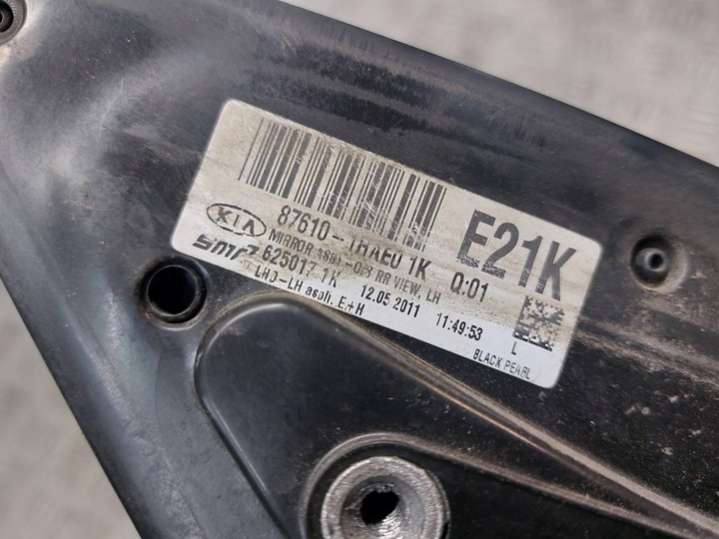 E21K
KIA 87610-1HAE0 1K Q:01
MIRROR ASSY-O/S RR VIEW, LH
smr 625017 1K
LHD-LH asph. E+H 12.05.2011 11:49:53 L
BLACK PEARL